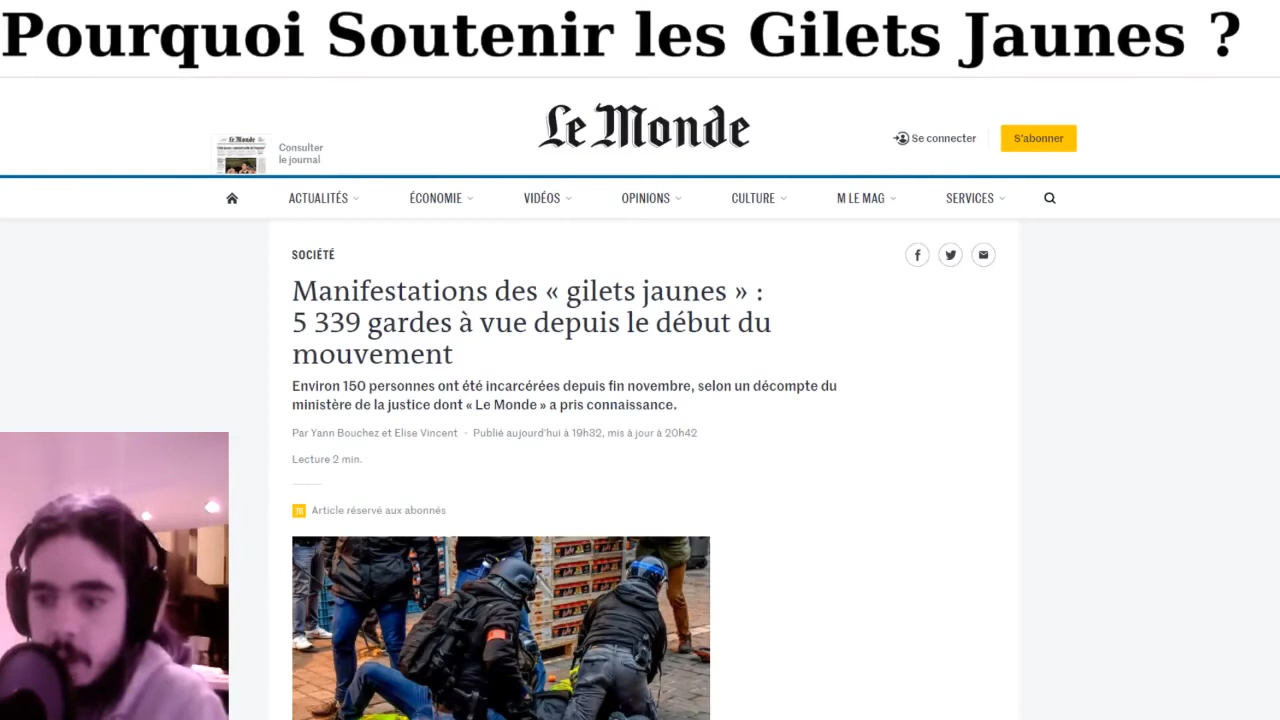 Pourquoi Soutenir les Gilets Jaunes ?
Le Monde
Consulter
le journal
Se connecter
S'abonner
ACTUALITÉS
ÉCONOMIE
VIDÉOS
OPINIONS
CULTURE
M LE MAG
SERVICES
SOCIÉTÉ
Manifestations des « gilets jaunes » :
5 339 gardes à vue depuis le début du
mouvement
Environ 150 personnes ont été incarcérées depuis fin novembre, selon un décompte du
ministère de la justice dont « Le Monde » a pris connaissance.
Par Yann Bouchez et Elise Vincent - Publié aujourd'hui à 19h32, mis à jour à 20h42
Lecture 2 min.
Article réservé aux abonnés